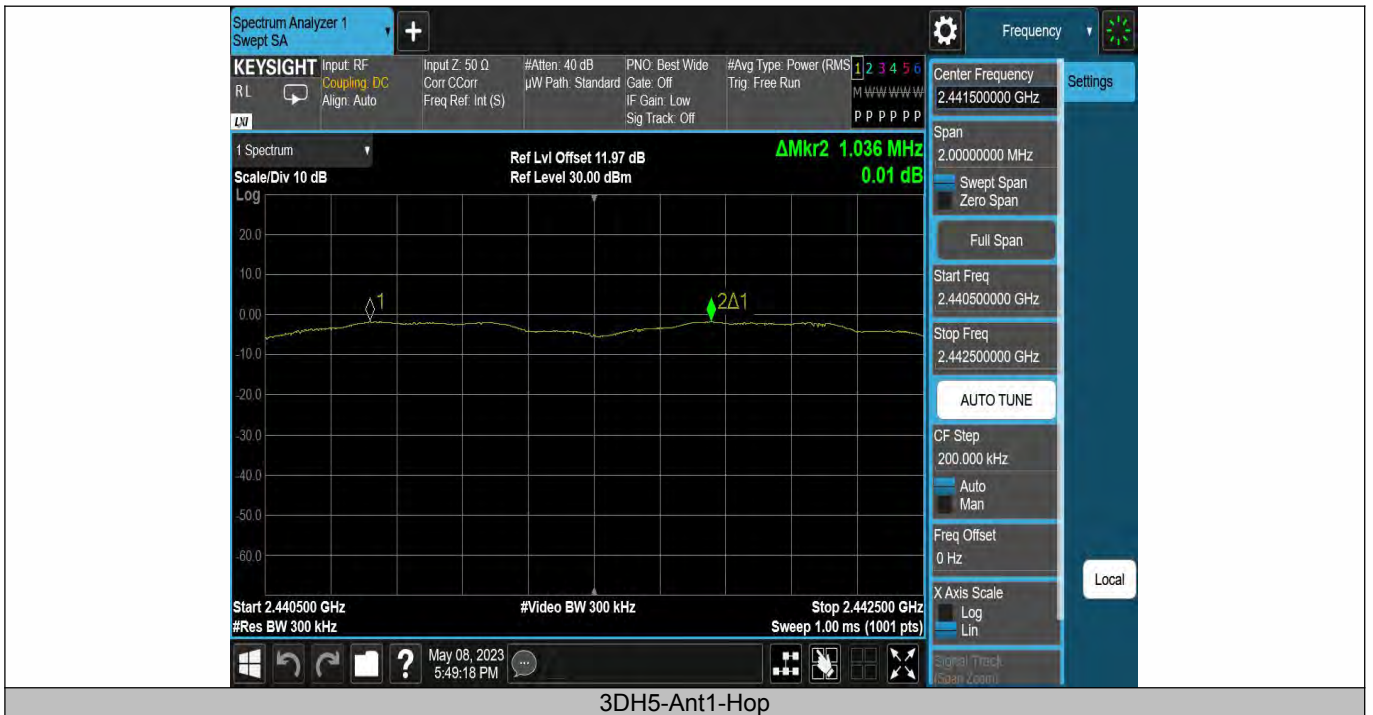 Spectrum Analyzer 1
Swept SA
+
Frequency
KEYSIGHT
RL
LXI
Input: RF
Coupling: DC
Align: Auto
Input Z: 50 Ω
Corr CCorr
Freq Ref: Int (S)
#Atten: 40 dB
µW Path: Standard
PNO: Best Wide
Gate: Off
IF Gain: Low
Sig Track: Off
#Avg Type: Power (RMS
Trig: Free Run
1 2 3 4 5 6
M W W W W W
P P P P P P
1 Spectrum
Scale/Div 10 dB
Ref Lvl Offset 11.97 dB
Ref Level 30.00 dBm
ΔMkr2 1.036 MHz
0.01 dB
Log
20.0
10.0
0.00
-10.0
-20.0
-30.0
-40.0
-50.0
-60.0
1
2Δ1
Start 2.440500 GHz
#Res BW 300 kHz
#Video BW 300 kHz
Stop 2.442500 GHz
Sweep 1.00 ms (1001 pts)
Center Frequency
2.441500000 GHz
Settings
Span
2.00000000 MHz
Swept Span
Zero Span
Full Span
Start Freq
2.440500000 GHz
Stop Freq
2.442500000 GHz
AUTO TUNE
CF Step
200.000 kHz
Auto
Man
Freq Offset
0 Hz
X Axis Scale
Log
Lin
Signal Track
(Span Zoom)
Local
?
May 08, 2023
5:49:18 PM
3DH5-Ant1-Hop